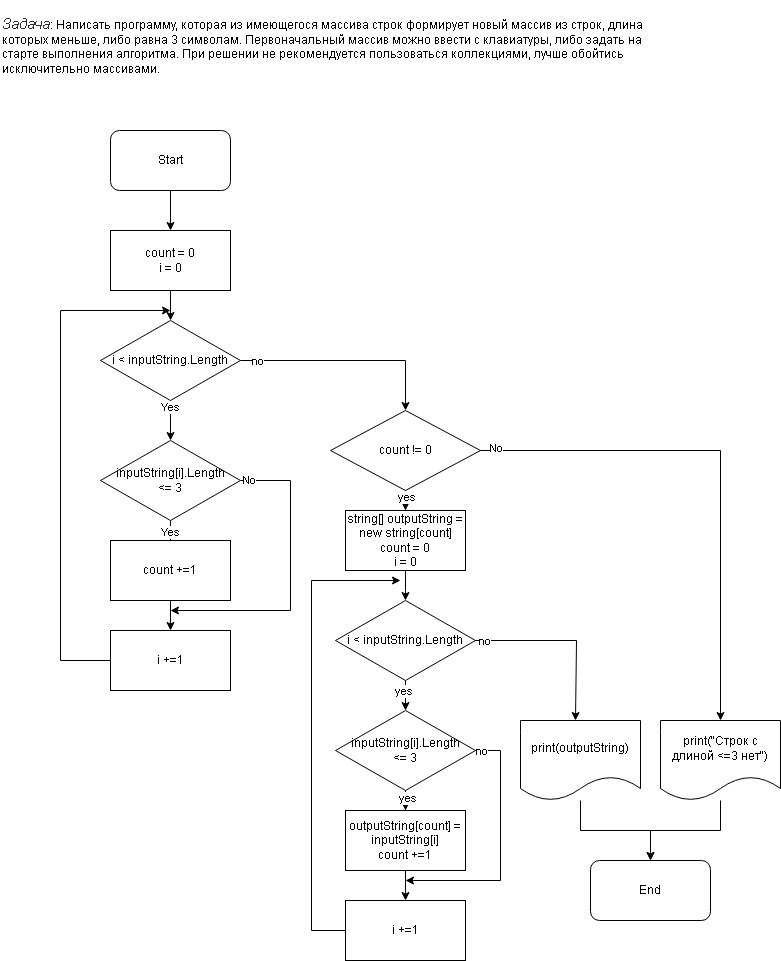 Задача: Написать программу, которая из имеющегося массива строк формирует новый массив из строк, длина
которых меньше, либо равна 3 символам. Первоначальный массив можно ввести с клавиатуры, либо задать на
старте выполнения алгоритма. При решении не рекомендуется пользоваться коллекциями, лучше обойтись
исключительно массивами.
Start
count = 0
i = 0
i < inputString.Length
no
Yes
inputString[i].Length
<= 3
No
Yes
count +=1
i +=1
count != 0
No
yes
string[] outputString =
new string[count]
count = 0
i = 0
i < inputString.Length
no
yes
inputString[i].Length
<= 3
no
yes
outputString[count] =
inputString[i]
count +=1
i +=1
print(outputString)
print("Строк с
длиной <=3 нет")
End